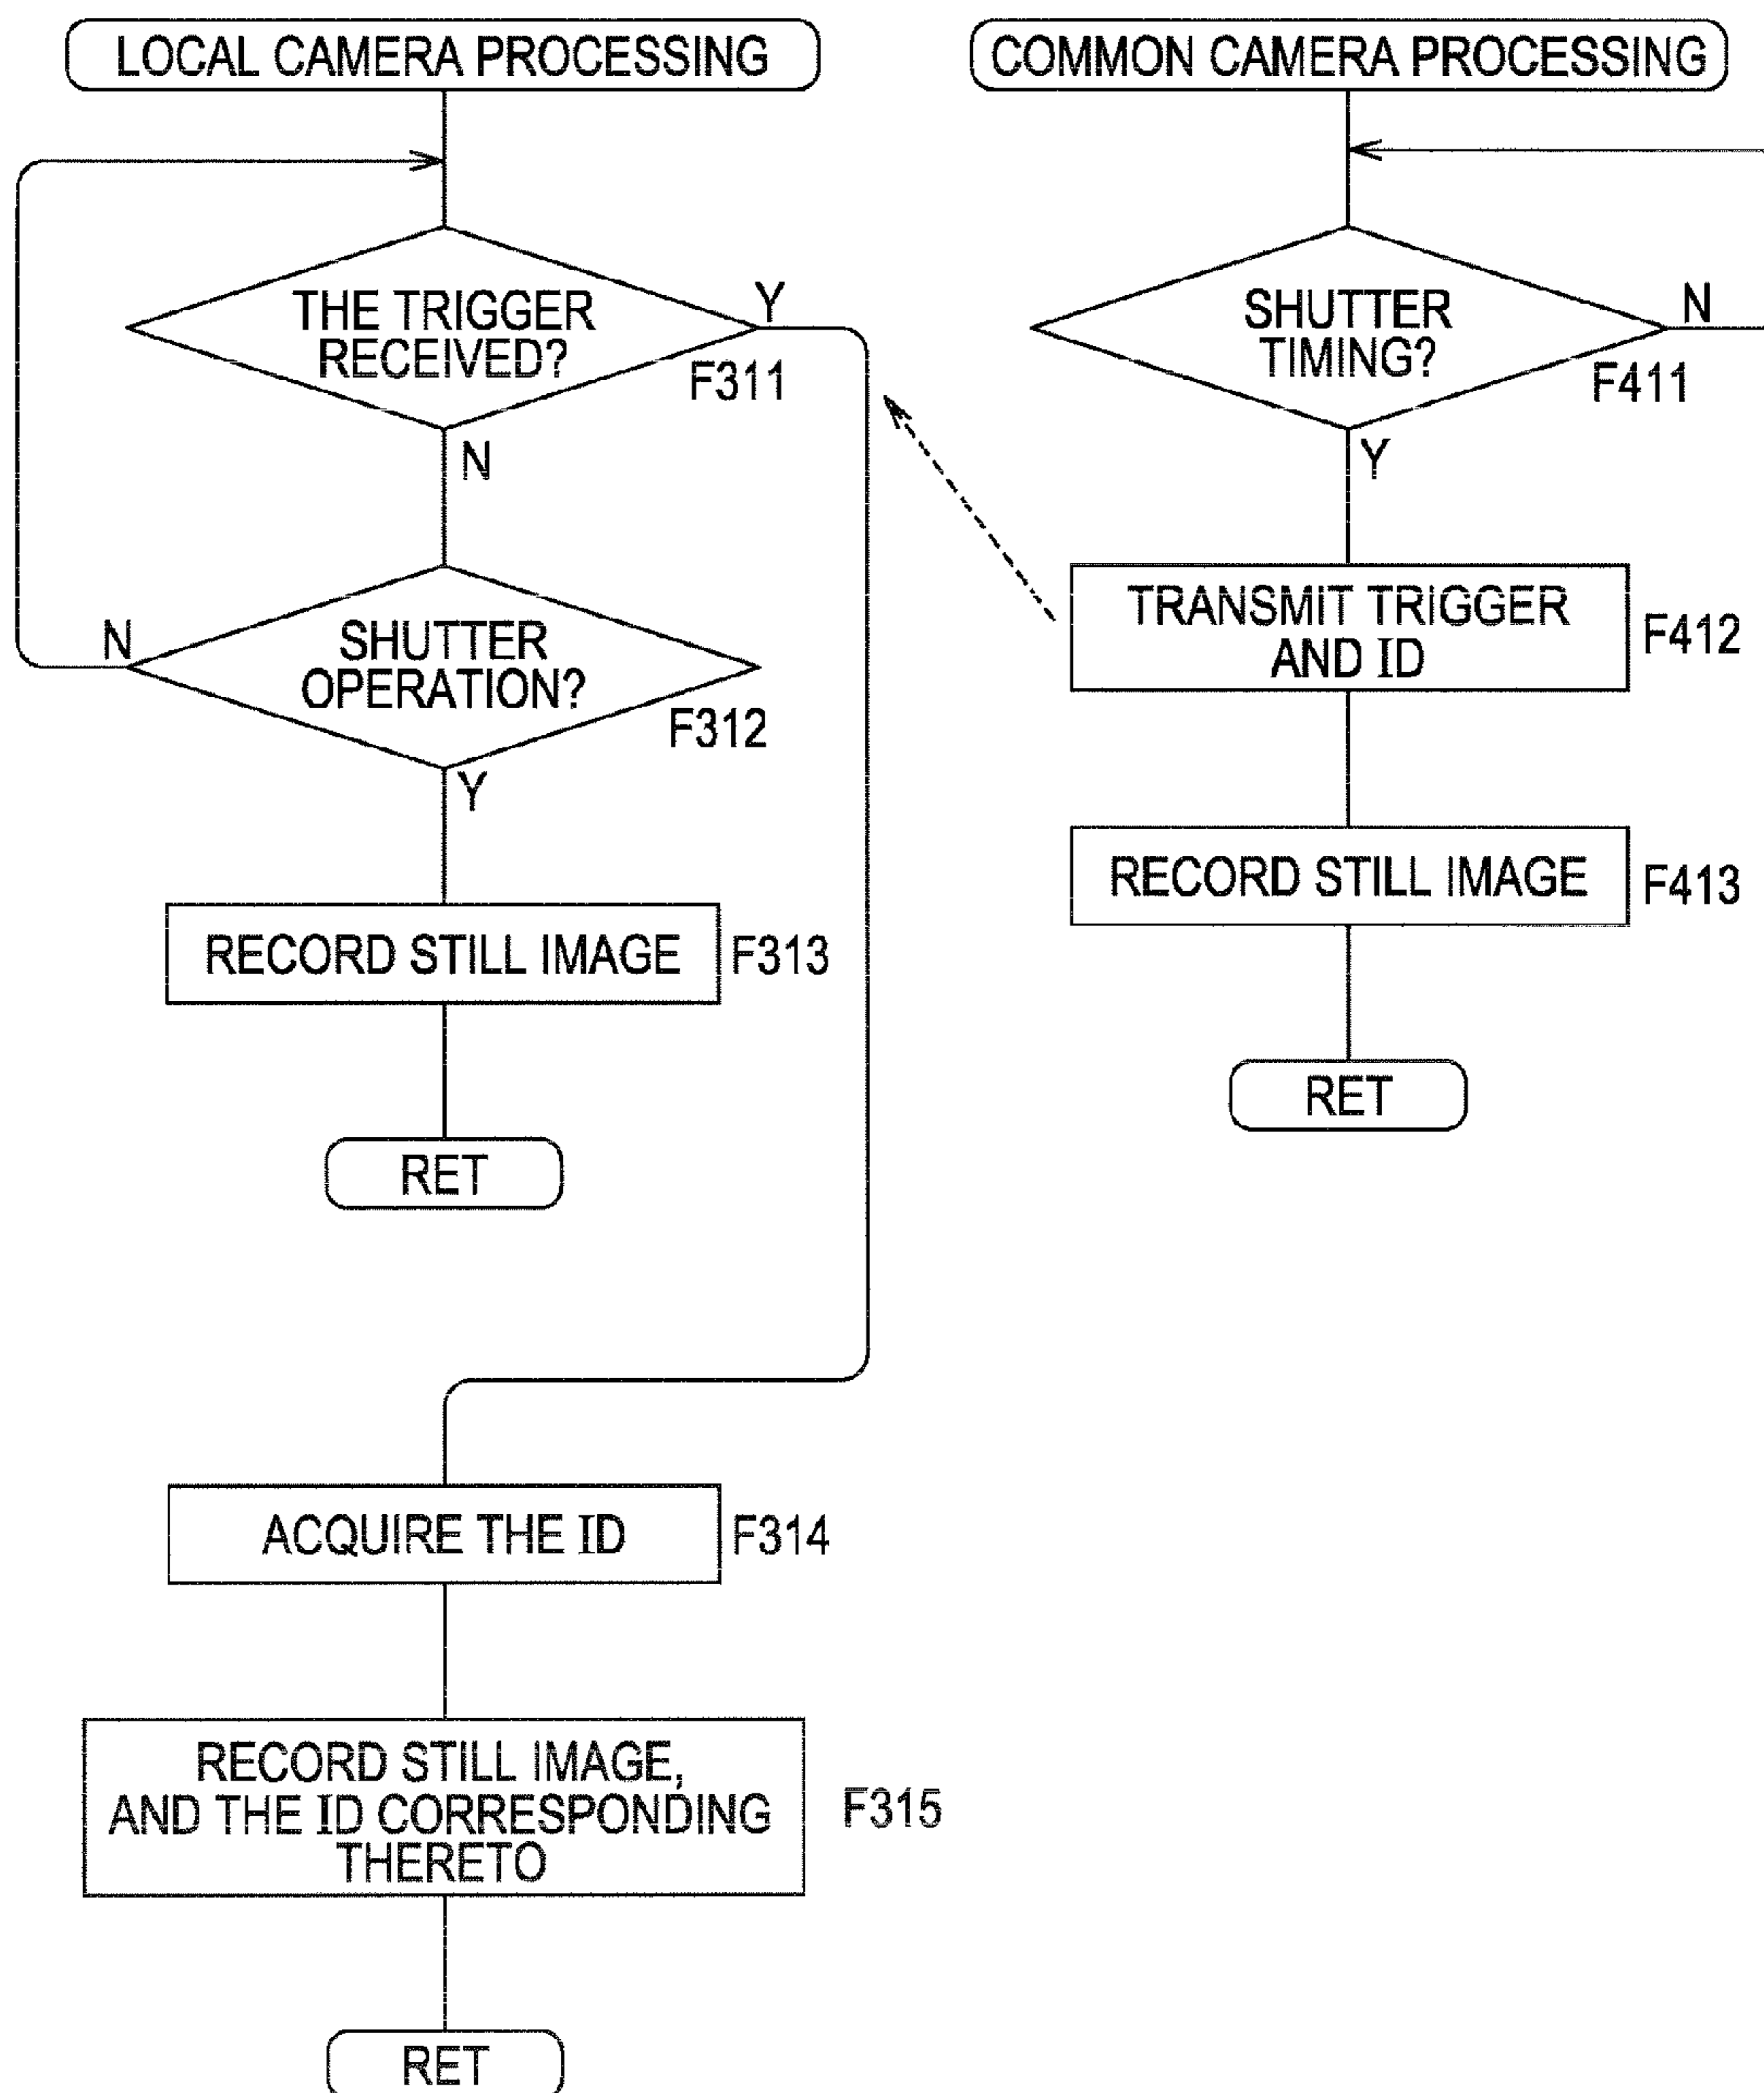 LOCAL CAMERA PROCESSING
THE TRIGGER
RECEIVED?
Y
F311
N
SHUTTER
OPERATION?
N
F312
Y
RECORD STILL IMAGE
F313
RET
ACQUIRE THE ID
F314
RECORD STILL IMAGE,
AND THE ID CORRESPONDING
THERETO
F315
RET
COMMON CAMERA PROCESSING
SHUTTER
TIMING?
N
F411
Y
TRANSMIT TRIGGER
AND ID
F412
RECORD STILL IMAGE
F413
RET